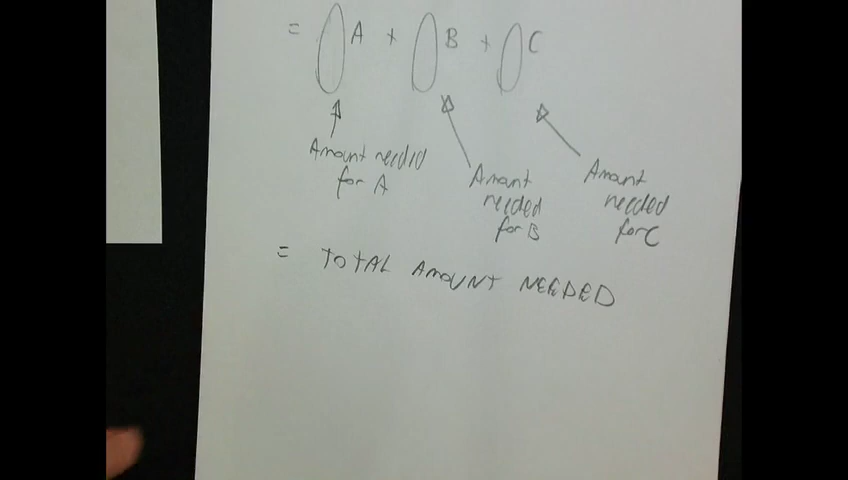 = A + B + C
Amount needed
for A
Amount
needed
for B
Amount
needed
for C
= TOTAL AMOUNT NEEDED